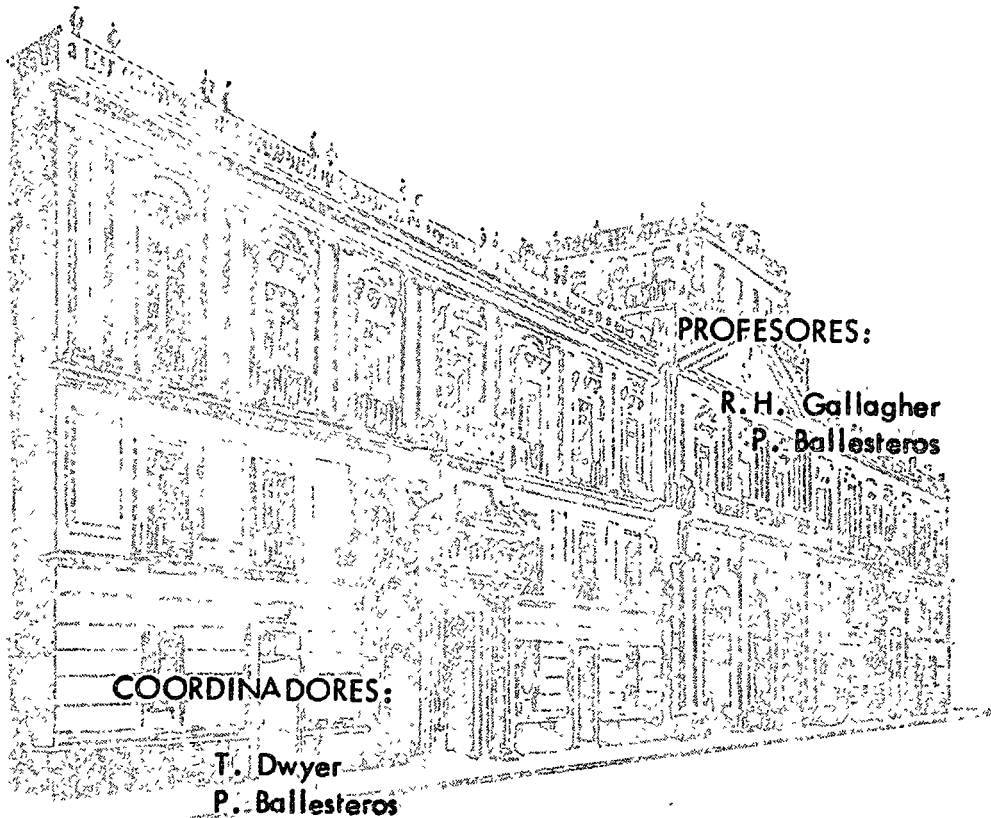 PROFESORES:
R.H. Gallagher
P. Ballesteros
COORDINADORES:
T. Dwyer
P. Ballesteros